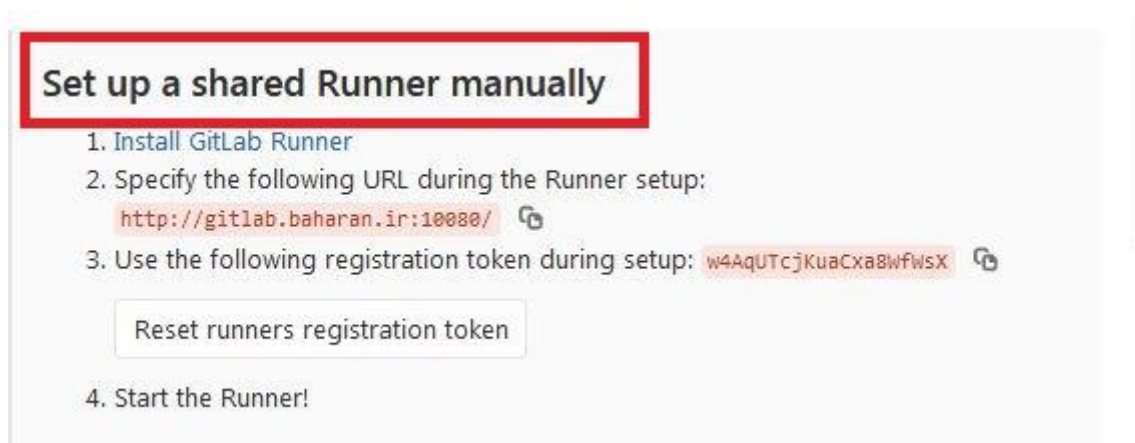 Set up a shared Runner manually
1. Install GitLab Runner
2. Specify the following URL during the Runner setup:
http://gitlab.baharan.ir:10080/
3. Use the following registration token during setup: w4AqUTcjKuaCxa8WfWsX
Reset runners registration token
4. Start the Runner!